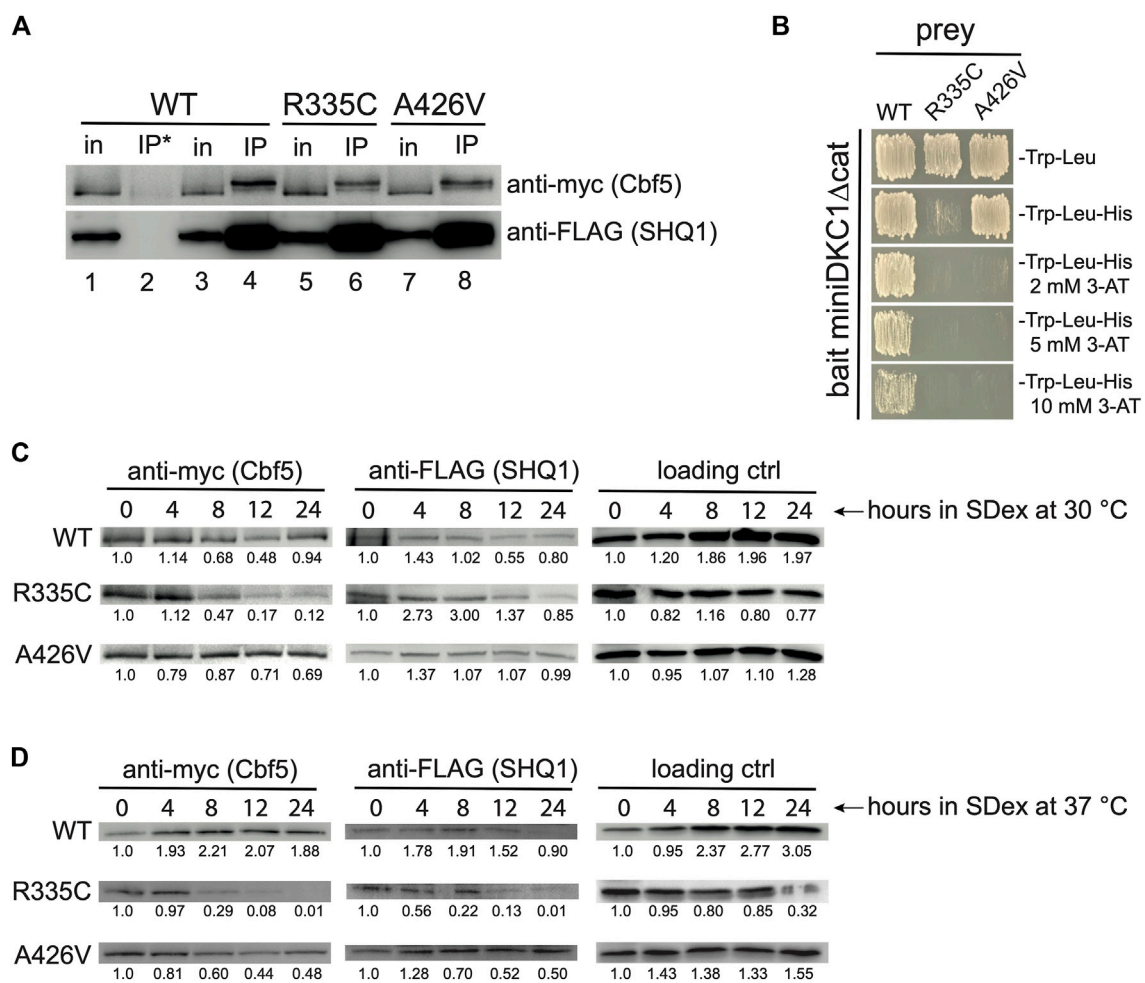 A
WT R335C A426V
in IP* in IP in IP in IP
anti-myc (Cbf5)
anti-FLAG (SHQ1)
1 2 3 4 5 6 7 8
B
prey
WT R335C A426V
bait miniDKC1Δcat
-Trp-Leu
-Trp-Leu-His
-Trp-Leu-His
2 mM 3-AT
-Trp-Leu-His
5 mM 3-AT
-Trp-Leu-His
10 mM 3-AT
C
anti-myc (Cbf5) anti-FLAG (SHQ1) loading ctrl
0 4 8 12 24 0 4 8 12 24 0 4 8 12 24 ←hours in SDex at 30 °C
WT
1.0 1.14 0.68 0.48 0.94 1.0 1.43 1.02 0.55 0.80 1.0 1.20 1.86 1.96 1.97
R335C
1.0 1.12 0.47 0.17 0.12 1.0 2.73 3.00 1.37 0.85 1.0 0.82 1.16 0.80 0.77
A426V
1.0 0.79 0.87 0.71 0.69 1.0 1.37 1.07 1.07 0.99 1.0 0.95 1.07 1.10 1.28
D
anti-myc (Cbf5) anti-FLAG (SHQ1) loading ctrl
0 4 8 12 24 0 4 8 12 24 0 4 8 12 24 ←hours in SDex at 37 °C
WT
1.0 1.93 2.21 2.07 1.88 1.0 1.78 1.91 1.52 0.90 1.0 0.95 2.37 2.77 3.05
R335C
1.0 0.97 0.29 0.08 0.01 1.0 0.56 0.22 0.13 0.01 1.0 0.95 0.80 0.85 0.32
A426V
1.0 0.81 0.60 0.44 0.48 1.0 1.28 0.70 0.52 0.50 1.0 1.43 1.38 1.33 1.55